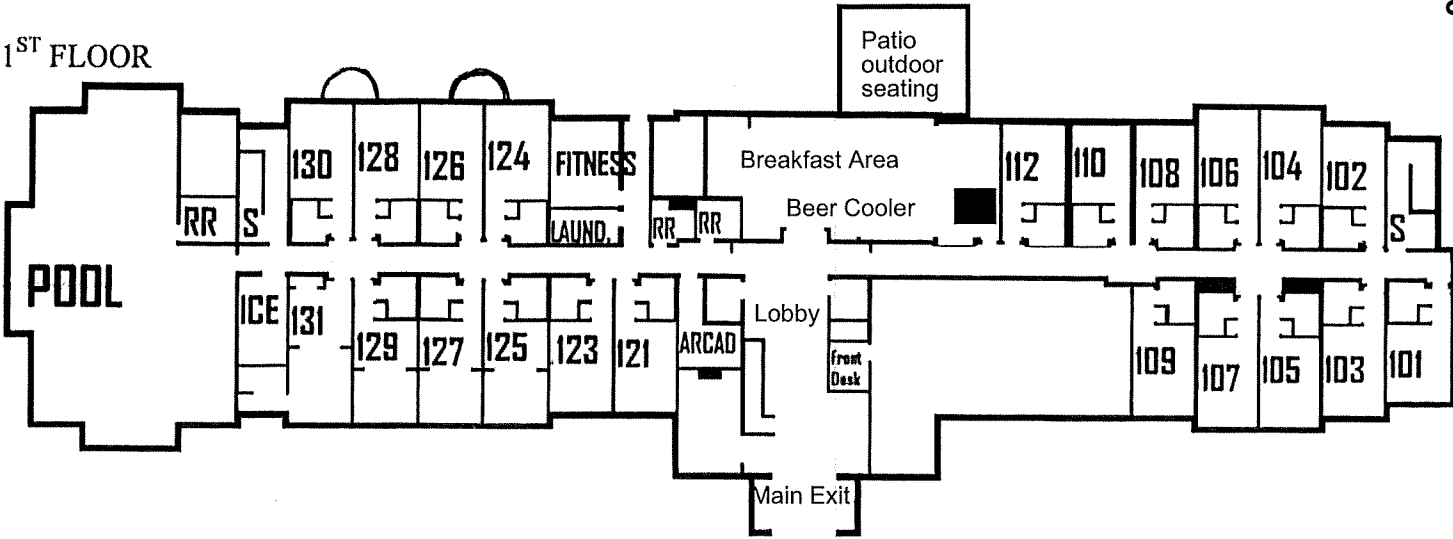 1ST FLOOR
Patio
outdoor
seating
130
128
126
124
FITNESS
Breakfast Area
112
110
108
106
104
102
RR
S
LAUND.
RR
RR
Beer Cooler
S
POOL
ICE
131
129
127
125
123
121
ARCAD
Lobby
Front
Desk
109
107
105
103
101
Main Exit